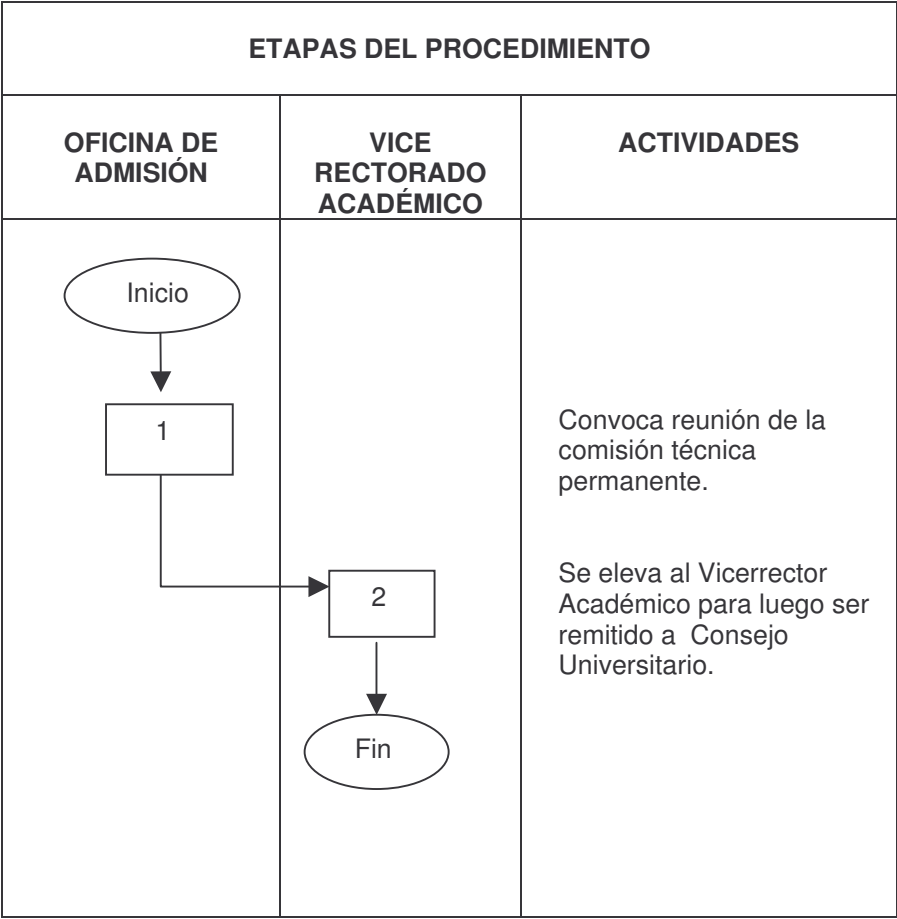 ETAPAS DEL PROCEDIMIENTO
OFICINA DE
ADMISIÓN
VICE
RECTORADO
ACADÉMICO
ACTIVIDADES
Inicio
1
Convoca reunión de la
comisión técnica
permanente.
2
Se eleva al Vicerrector
Académico para luego ser
remitido a Consejo
Universitario.
Fin